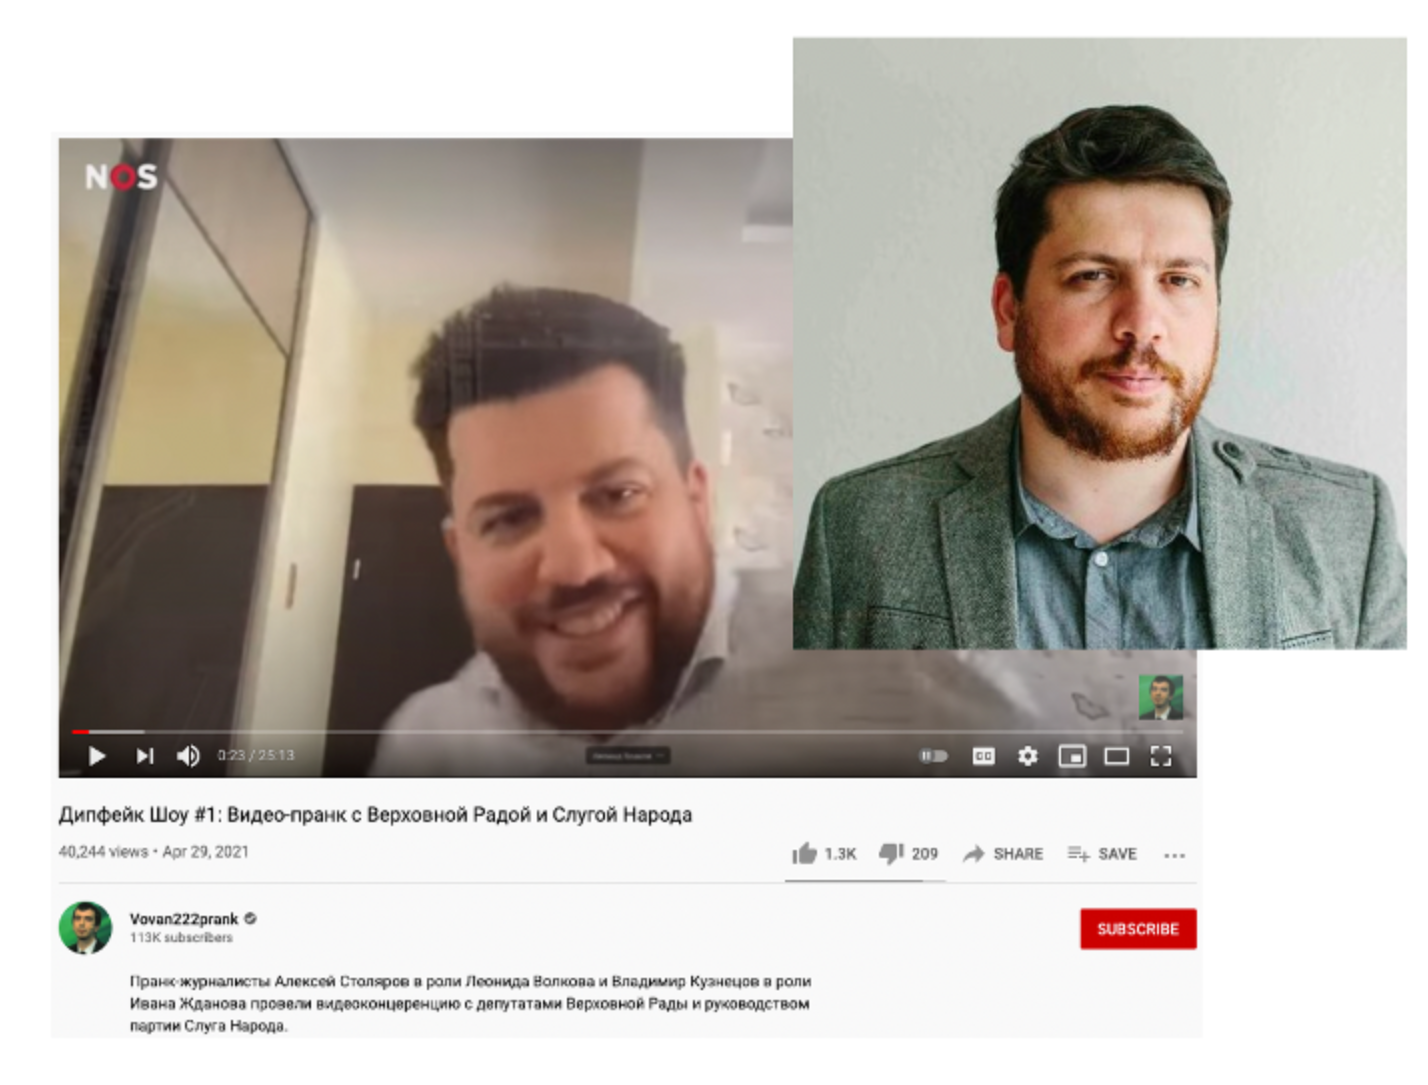 NOS
0:23 / 25:13
CC
Дипфейк Шоу #1: Видео-пранк с Верховной Радой и Слугой Народа
40,244 views • Apr 29, 2021
1.3K 209 SHARE SAVE
Vovan222prank
113K subscribers
SUBSCRIBE
Пранк-журналисты Алексей Столяров в роли Леонида Волкова и Владимир Кузнецов в роли
Ивана Жданова провели видеоконцеренцию с депутатами Верховной Рады и руководством
партии Слуга Народа.